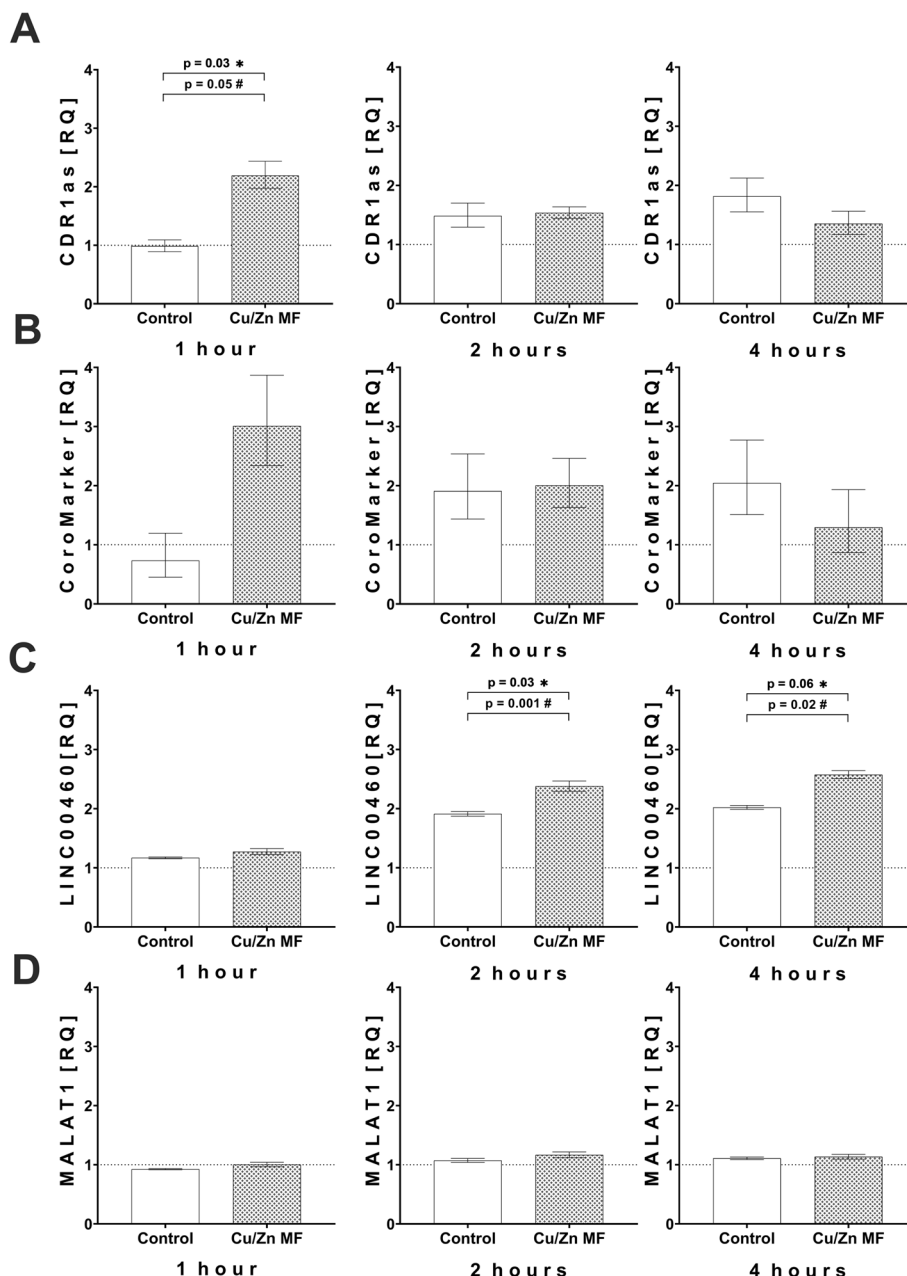 A
p = 0.03 *
p = 0.05 #
CDR1as [RQ]
4
3
2
1
0
Control Cu/Zn MF
1 hour
CDR1as [RQ]
4
3
2
1
0
Control Cu/Zn MF
2 hours
CDR1as [RQ]
4
3
2
1
0
Control Cu/Zn MF
4 hours
B
CoroMarker [RQ]
4
3
2
1
0
Control Cu/Zn MF
1 hour
CoroMarker [RQ]
4
3
2
1
0
Control Cu/Zn MF
2 hours
CoroMarker [RQ]
4
3
2
1
0
Control Cu/Zn MF
4 hours
C
LINC00460[RQ]
4
3
2
1
0
Control Cu/Zn MF
1 hour
p = 0.03 *
p = 0.001 #
LINC00460[RQ]
4
3
2
1
0
Control Cu/Zn MF
2 hours
p = 0.06 *
p = 0.02 #
LINC00460[RQ]
4
3
2
1
0
Control Cu/Zn MF
4 hours
D
MALAT1 [RQ]
4
3
2
1
0
Control Cu/Zn MF
1 hour
MALAT1 [RQ]
4
3
2
1
0
Control Cu/Zn MF
2 hours
MALAT1 [RQ]
4
3
2
1
0
Control Cu/Zn MF
4 hours